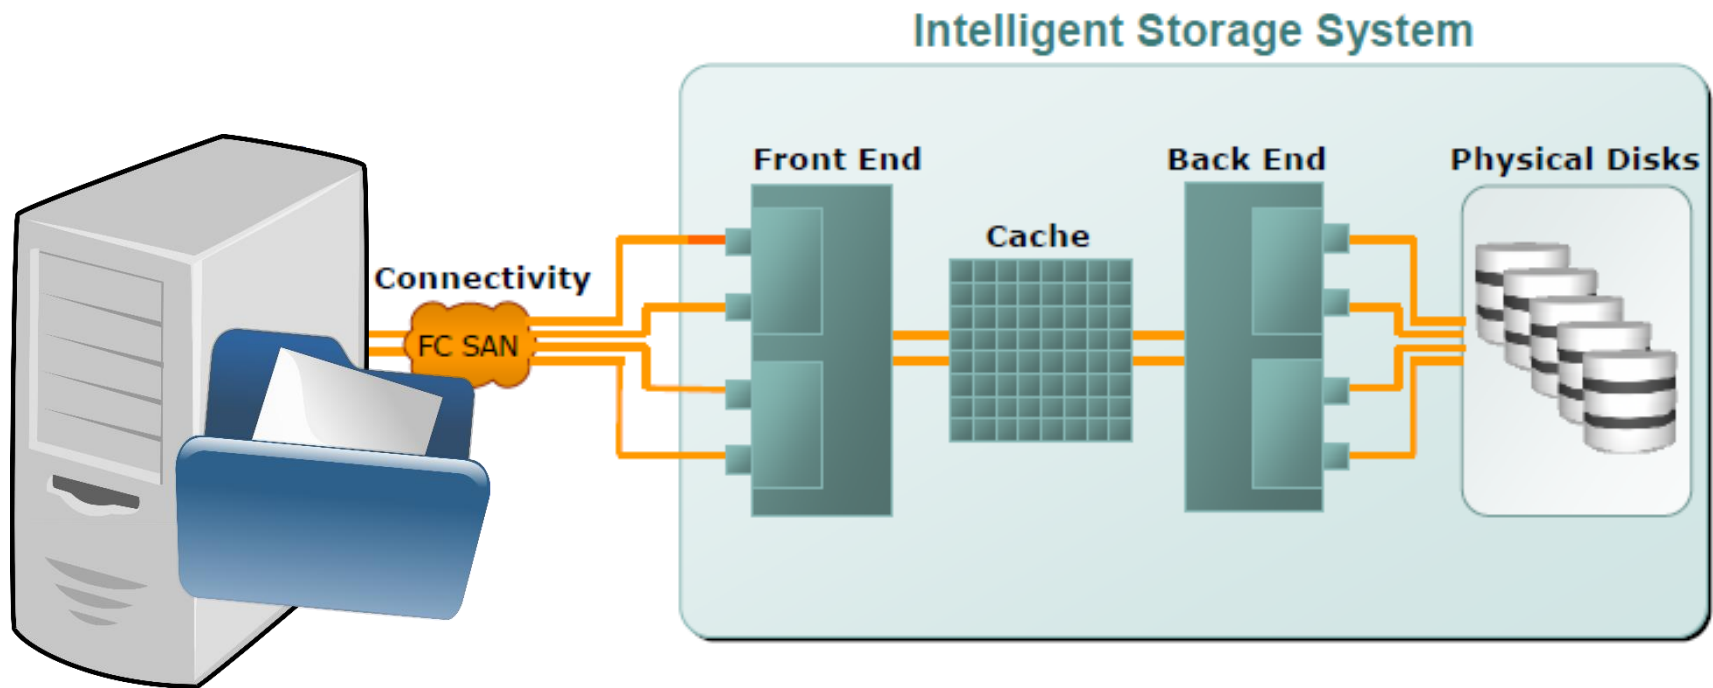 Intelligent Storage System
Front End
Back End
Physical Disks
Cache
Connectivity
FC SAN